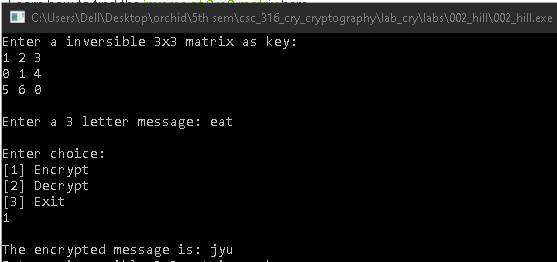 C:\Users\Dell\Desktop\orchid\5th sem\csc_316_cry_cryptography\lab_cry\labs\002_hill\002_hill.exe
Enter a inversible 3x3 matrix as key:
1 2 3
0 1 4
5 6 0
Enter a 3 letter message: eat
Enter choice:
[1] Encrypt
[2] Decrypt
[3] Exit
1
The encrypted message is: jyu